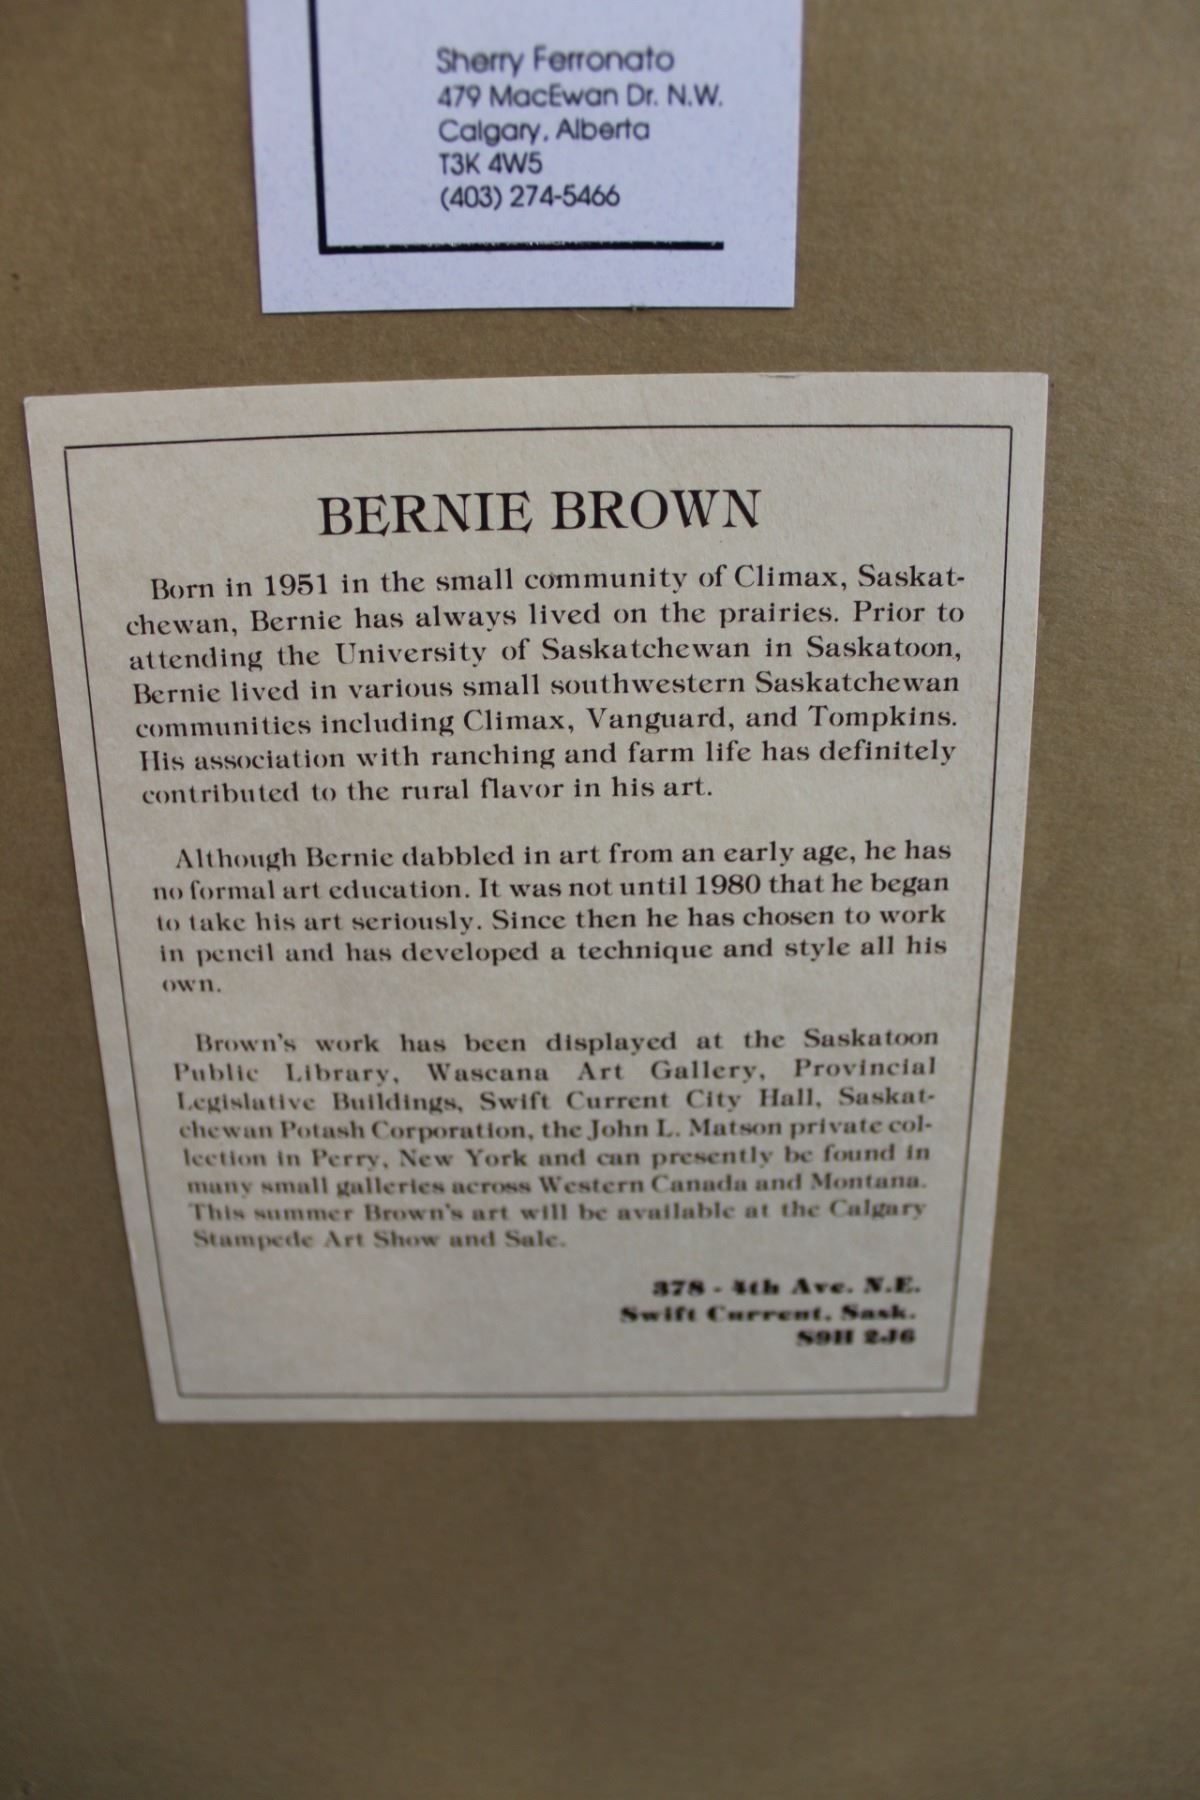 Sherry Ferronato
479 MacEwan Dr. N.W.
Calgary, Alberta
T3K 4W5
(403) 274-5466
BERNIE BROWN
Born in 1951 in the small community of Climax, Saskat-
chewan, Bernie has always lived on the prairies. Prior to
attending the University of Saskatchewan in Saskatoon,
Bernie lived in various small southwestern Saskatchewan
communities including Climax, Vanguard, and Tompkins.
His association with ranching and farm life has definitely
contributed to the rural flavor in his art.
Although Bernie dabbled in art from an early age, he has
no formal art education. It was not until 1980 that he began
to take his art seriously. Since then he has chosen to work
in pencil and has developed a technique and style all his
own.
Brown's work has been displayed at the Saskatoon
Public Library, Wascana Art Gallery, Provincial
Legislative Buildings, Swift Current City Hall, Saskat-
chewan Potash Corporation, the John L. Matson private col-
lection in Perry, New York and can presently be found in
many small galleries across Western Canada and Montana.
This summer Brown's art will be available at the Calgary
Stampede Art Show and Sale.
378 - 4th Ave. N.E.
Swift Current, Sask.
S9H 2J6